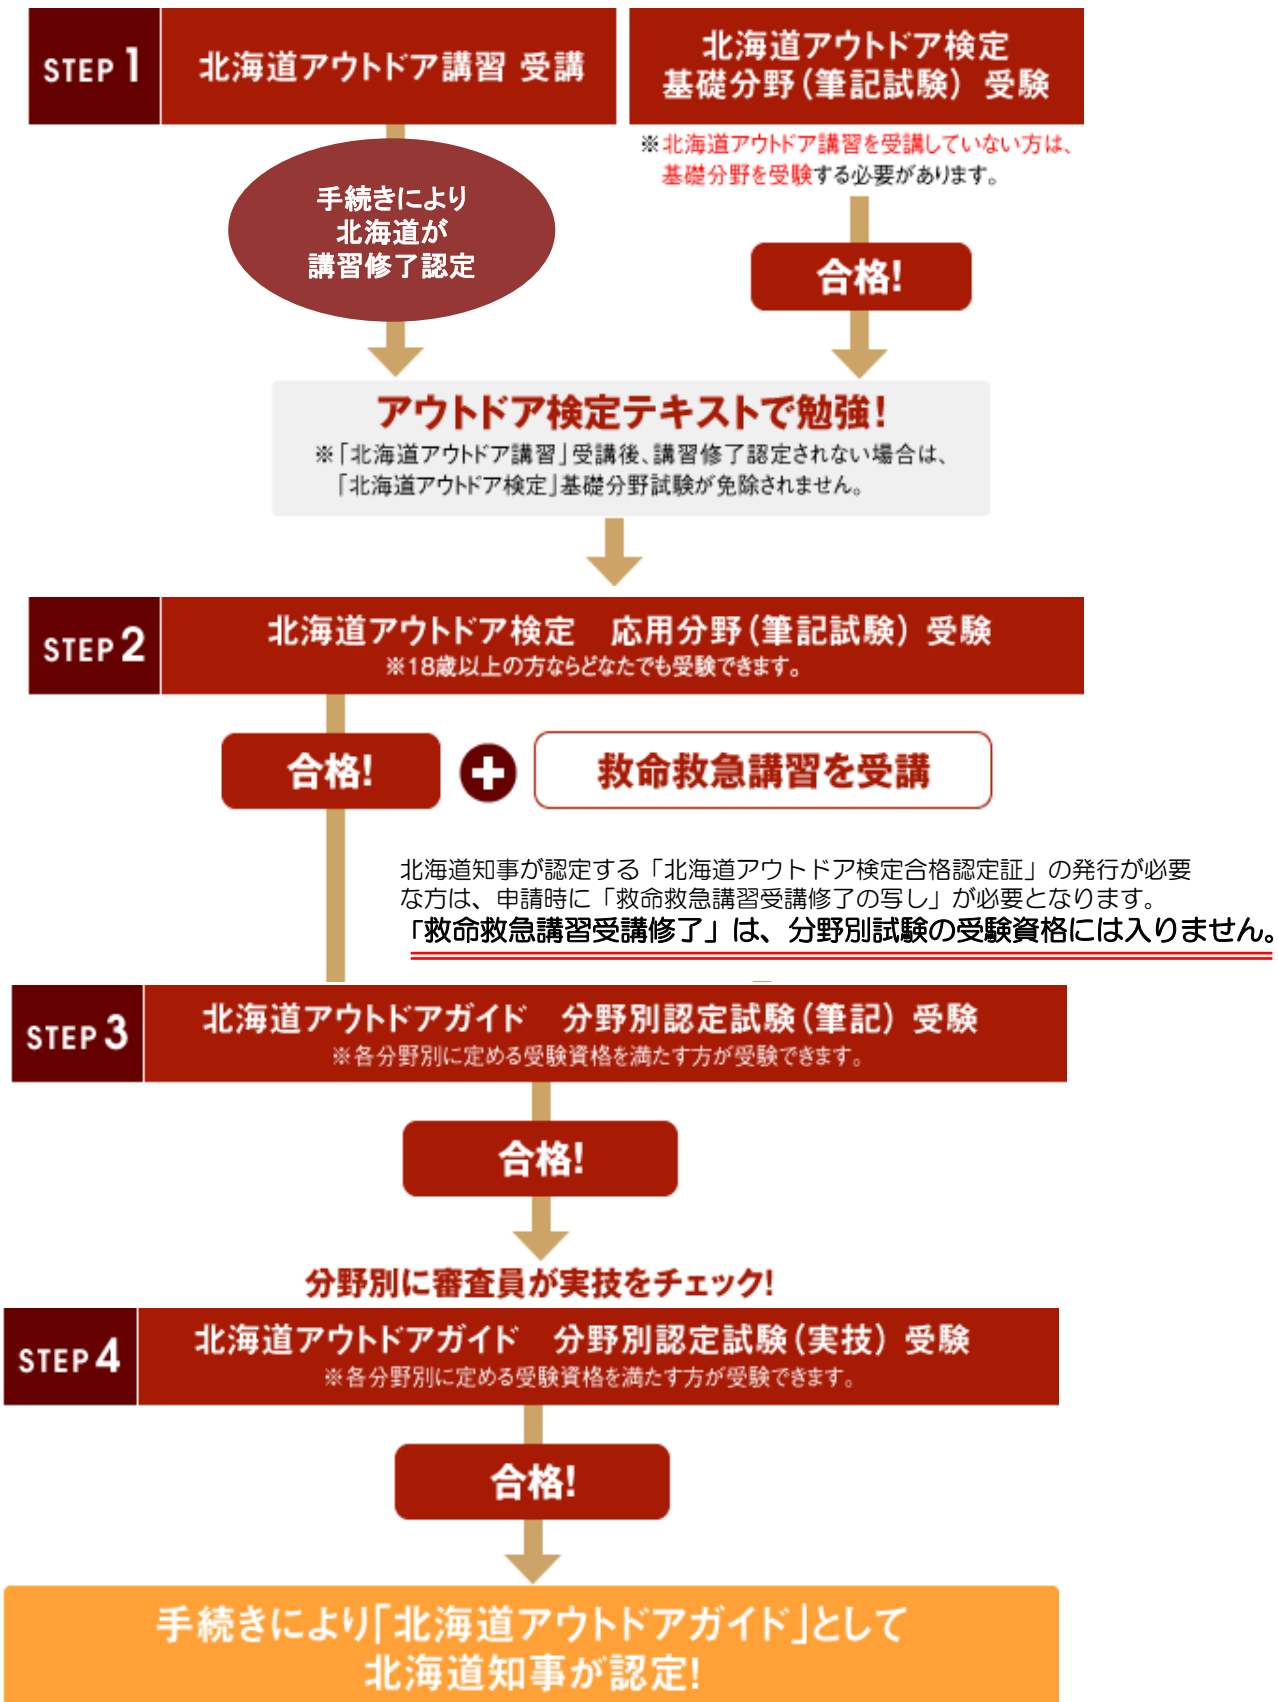 STEP 1
北海道アウトドア講習 受講
北海道アウトドア検定
基礎分野(筆記試験) 受験
※北海道アウトドア講習を受講していない方は、
基礎分野を受験する必要があります。
手続きにより
北海道が
講習修了認定
合格!
アウトドア検定テキストで勉強!
※「北海道アウトドア講習」受講後、講習修了認定されない場合は、
「北海道アウトドア検定」基礎分野試験が免除されません。
STEP 2
北海道アウトドア検定　応用分野(筆記試験) 受験
※18歳以上の方ならどなたでも受験できます。
合格!
救命救急講習を受講
北海道知事が認定する「北海道アウトドア検定合格認定証」の発行が必要
な方は、申請時に「救命救急講習受講修了の写し」が必要となります。
「救命救急講習受講修了」は、分野別試験の受験資格には入りません。
STEP 3
北海道アウトドアガイド　分野別認定試験(筆記) 受験
※各分野別に定める受験資格を満たす方が受験できます。
合格!
分野別に審査員が実技をチェック!
STEP 4
北海道アウトドアガイド　分野別認定試験(実技) 受験
※各分野別に定める受験資格を満たす方が受験できます。
合格!
手続きにより「北海道アウトドアガイド」として
北海道知事が認定!